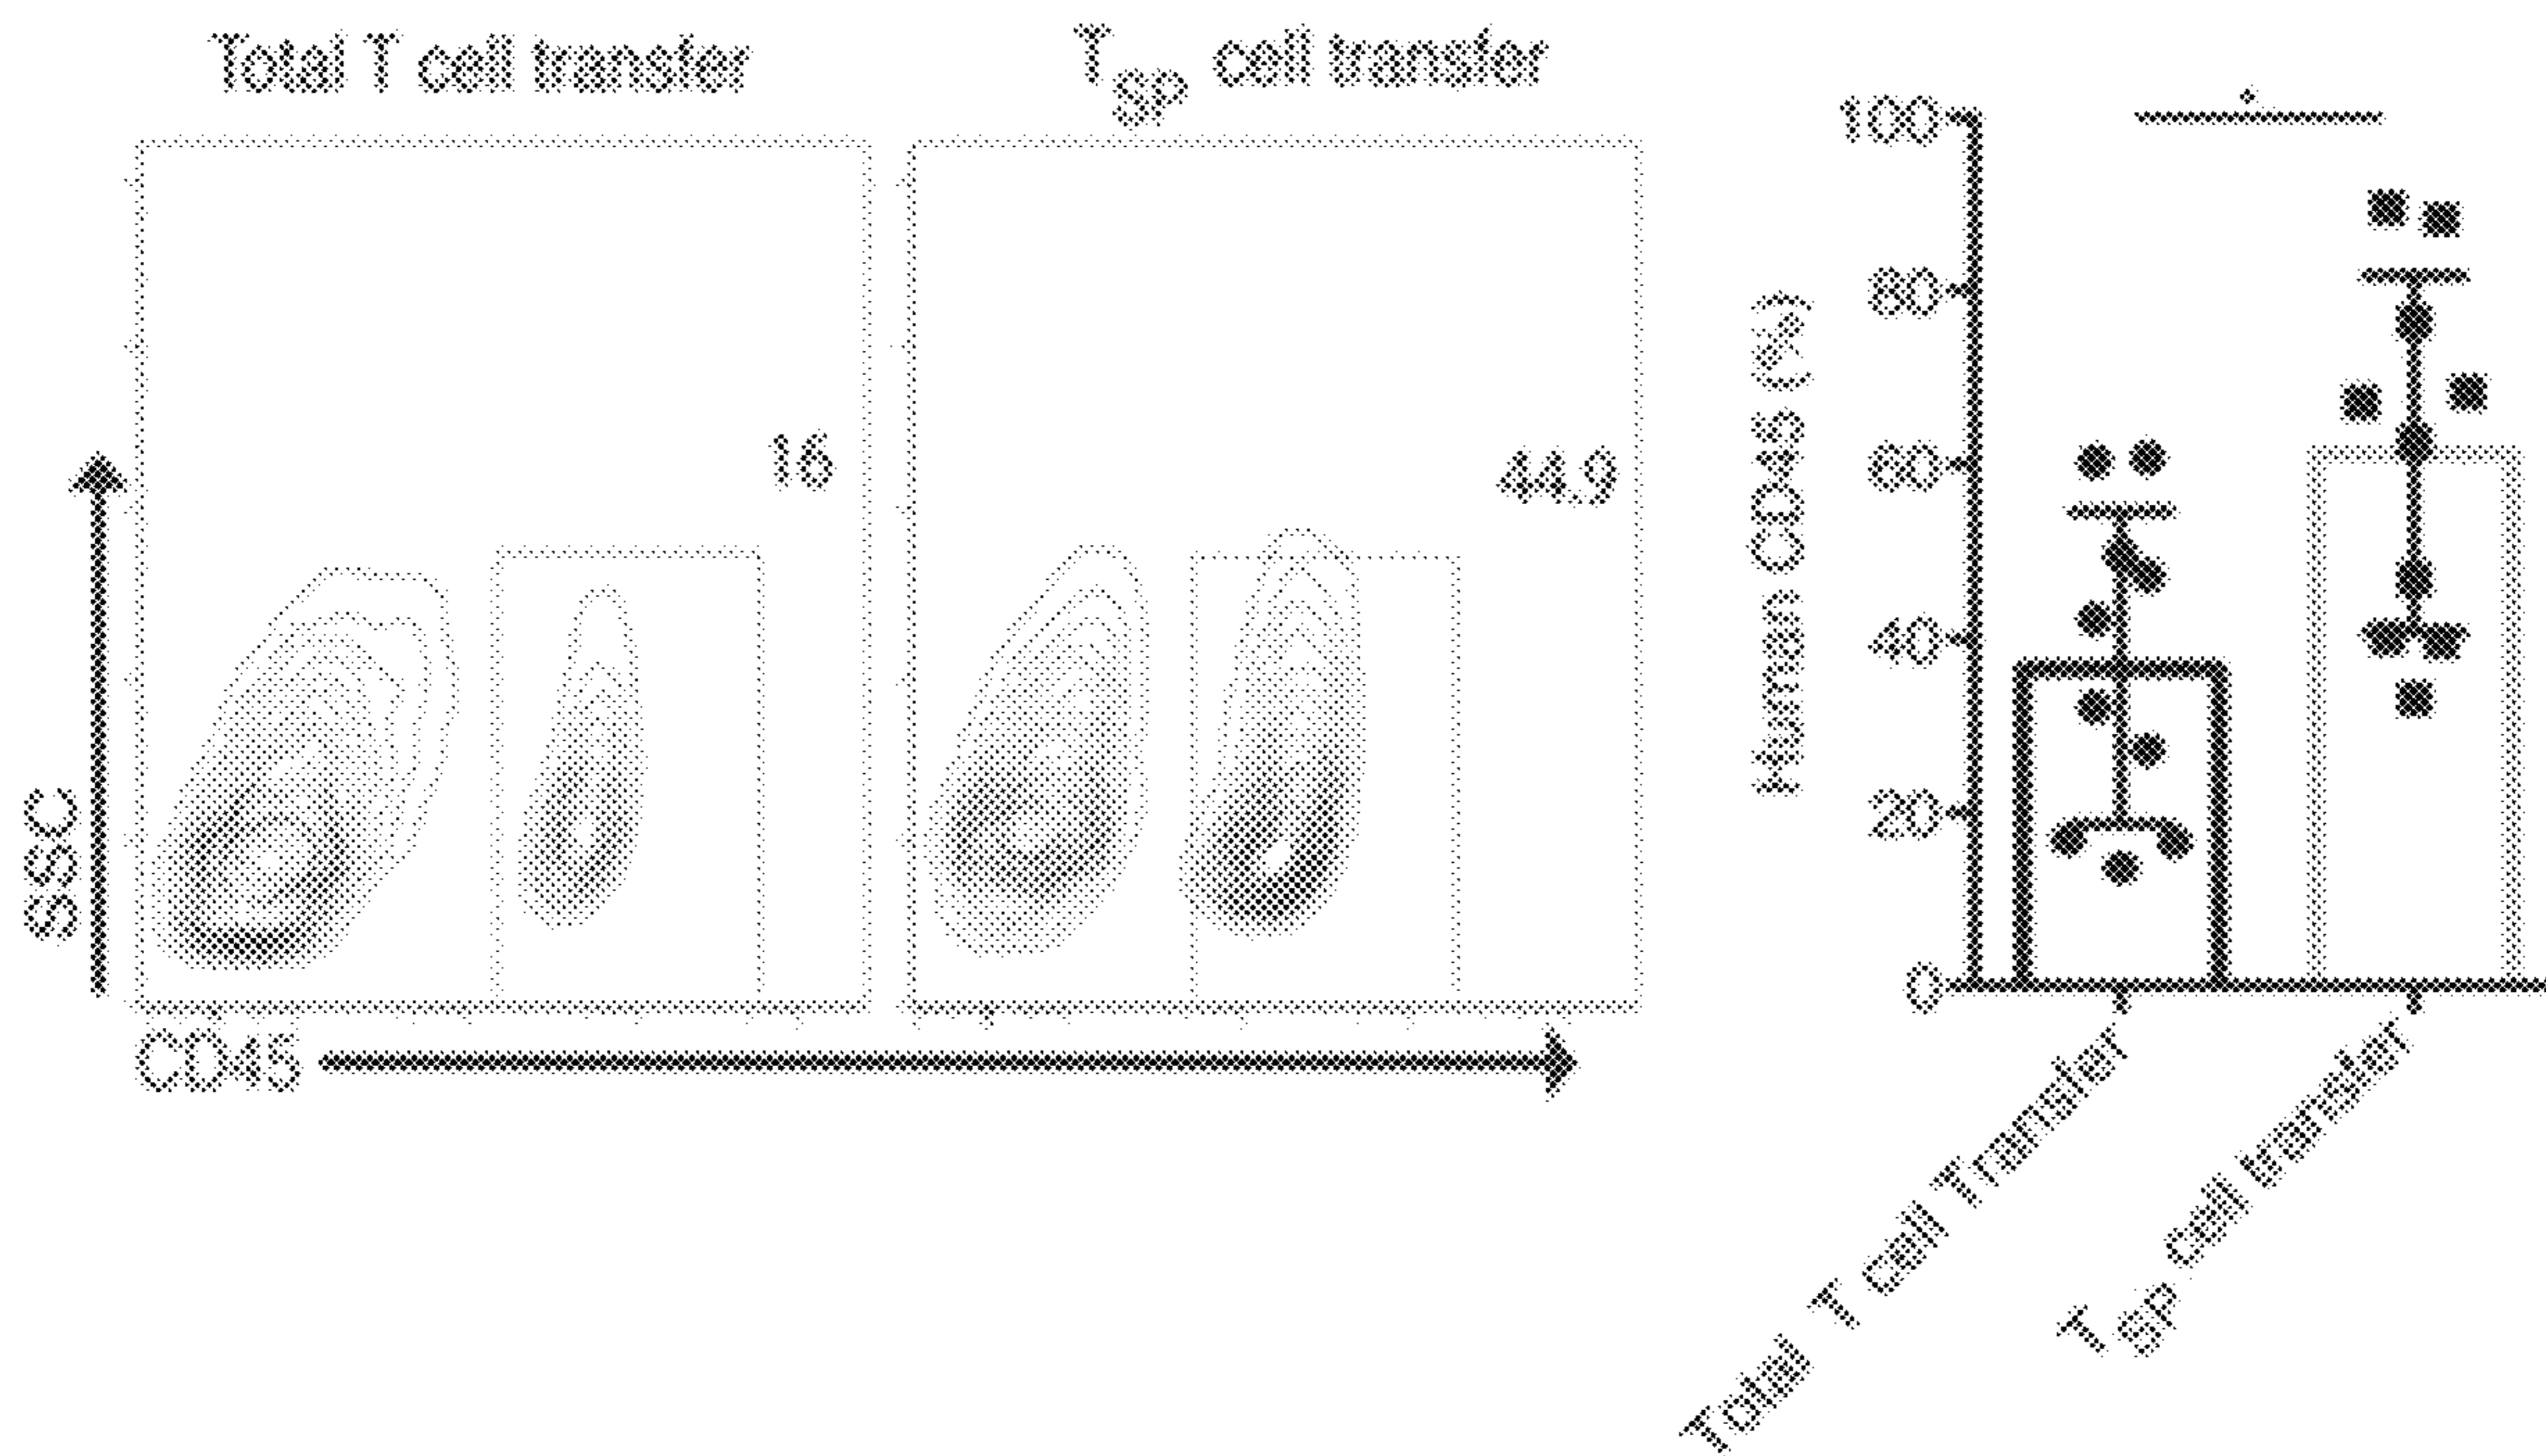 Total T cell transfer
TSP cell transfer
16
44.9
SSC
CD45
Human CD45 (%)
100
80
60
40
20
0
*
Total T cell Transfer
TSP cell transfer